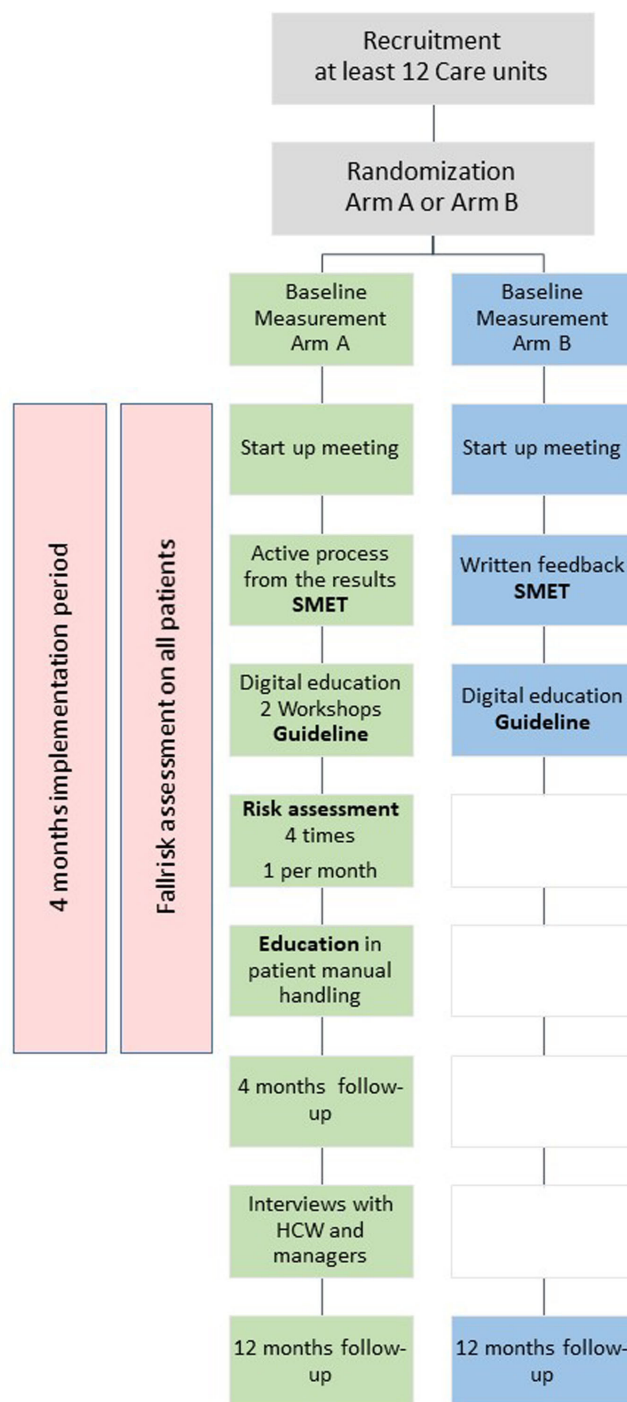 Recruitment
at least 12 Care units
Randomization
Arm A or Arm B
Baseline
Measurement
Arm A
Baseline
Measurement
Arm B
4 months implementation period
Fallrisk assessment on all patients
Start up meeting
Start up meeting
Active process
from the results
SMET
Written feedback
SMET
Digital education
2 Workshops
Guideline
Digital education
Guideline
Risk assessment
4 times
1 per month
Education in
patient manual
handling
4 months follow-
up
Interviews with
HCW and
managers
12 months follow-
up
12 months follow-
up